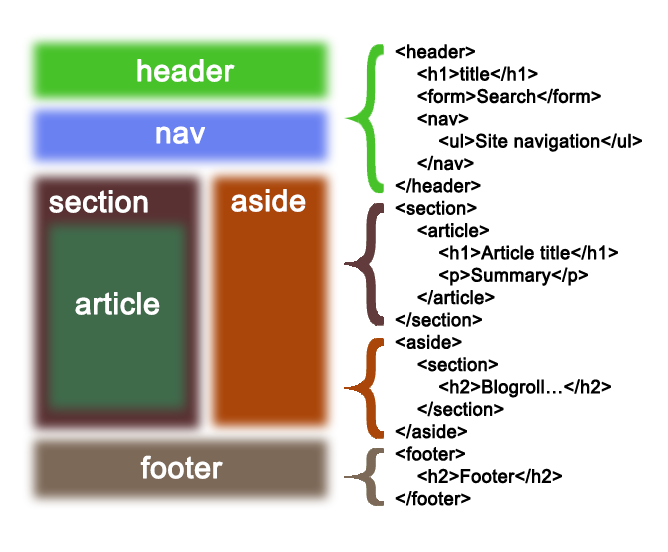 header
nav
section
aside
article
footer
<header>
<h1>title</h1>
<form>Search</form>
<nav>
<ul>Site navigation</ul>
</nav>
</header>
<section>
<article>
<h1>Article title</h1>
<p>Summary</p>
</article>
</section>
<aside>
<section>
<h2>Blogroll…</h2>
</section>
</aside>
<footer>
<h2>Footer</h2>
</footer>